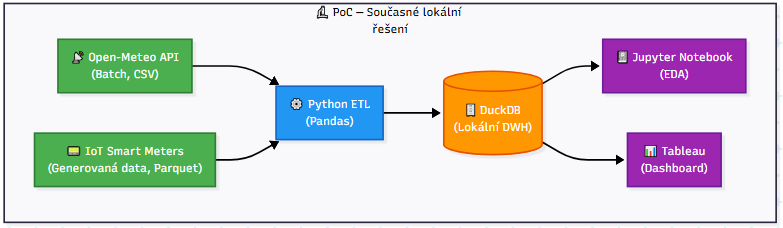 🔬 PoC – Současné lokální
řešení
📡 Open-Meteo API
(Batch, CSV)
📟 IoT Smart Meters
(Generovaná data, Parquet)
⚙️ Python ETL
(Pandas)
🗄️ DuckDB
(Lokální DWH)
📓 Jupyter Notebook
(EDA)
📊 Tableau
(Dashboard)